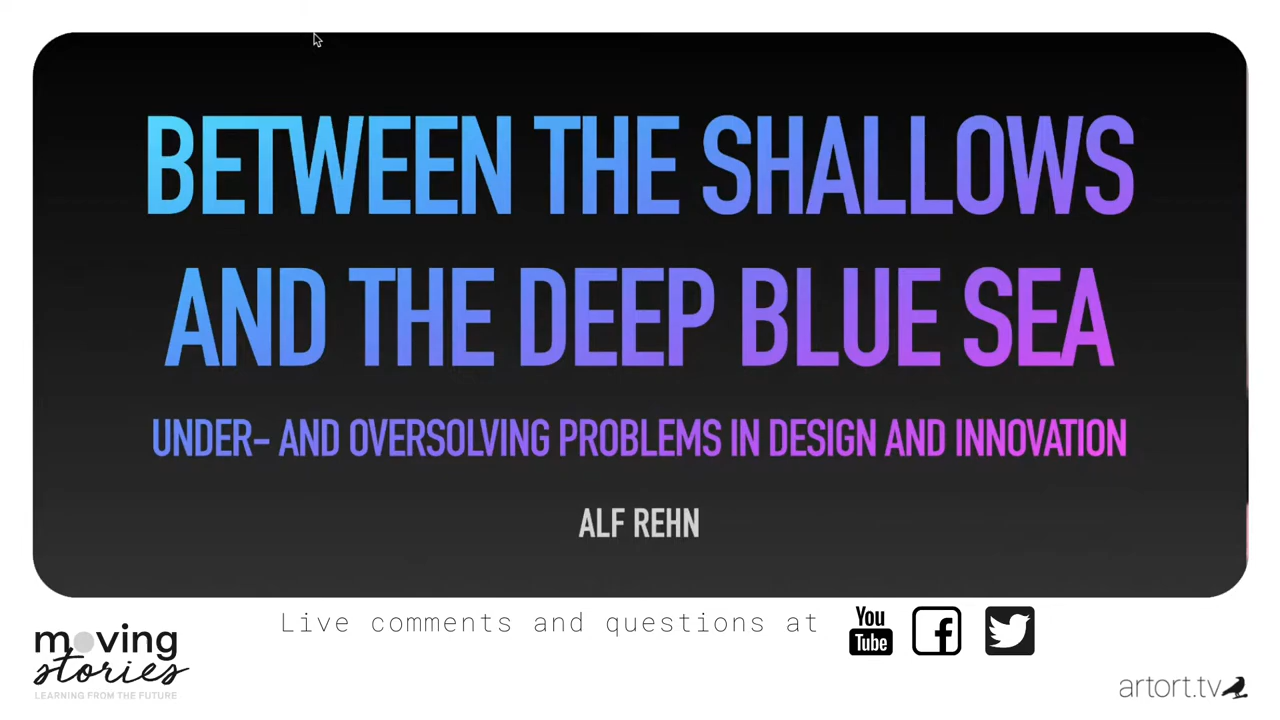 BETWEEN THE SHALLOWS
AND THE DEEP BLUE SEA
UNDER- AND OVERSOLVING PROBLEMS IN DESIGN AND INNOVATION
ALF REHN
Live comments and questions at
You
Tube
moving
stories
LEARNING FROM THE FUTURE
artort.tv